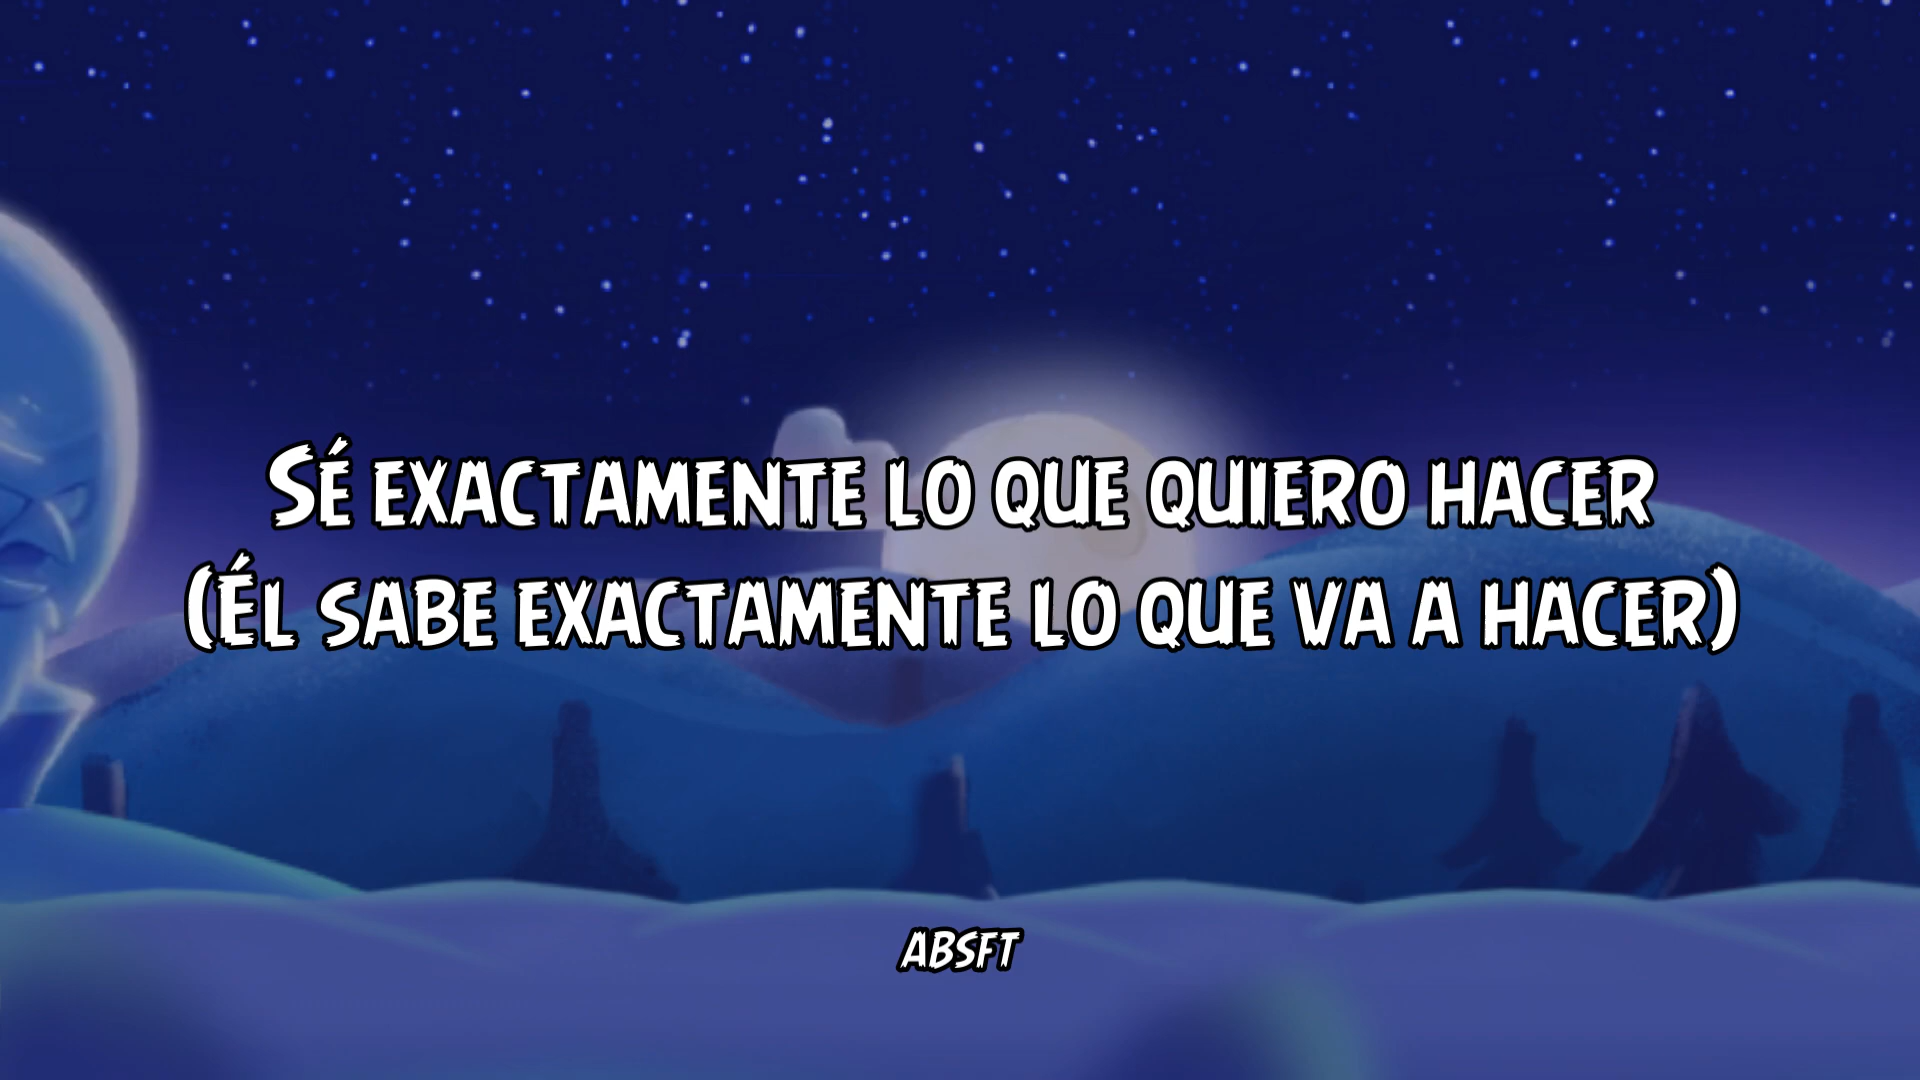 Sé exactamente lo que quiero hacer
(Él sabe exactamente lo que va a hacer)
ABSFT